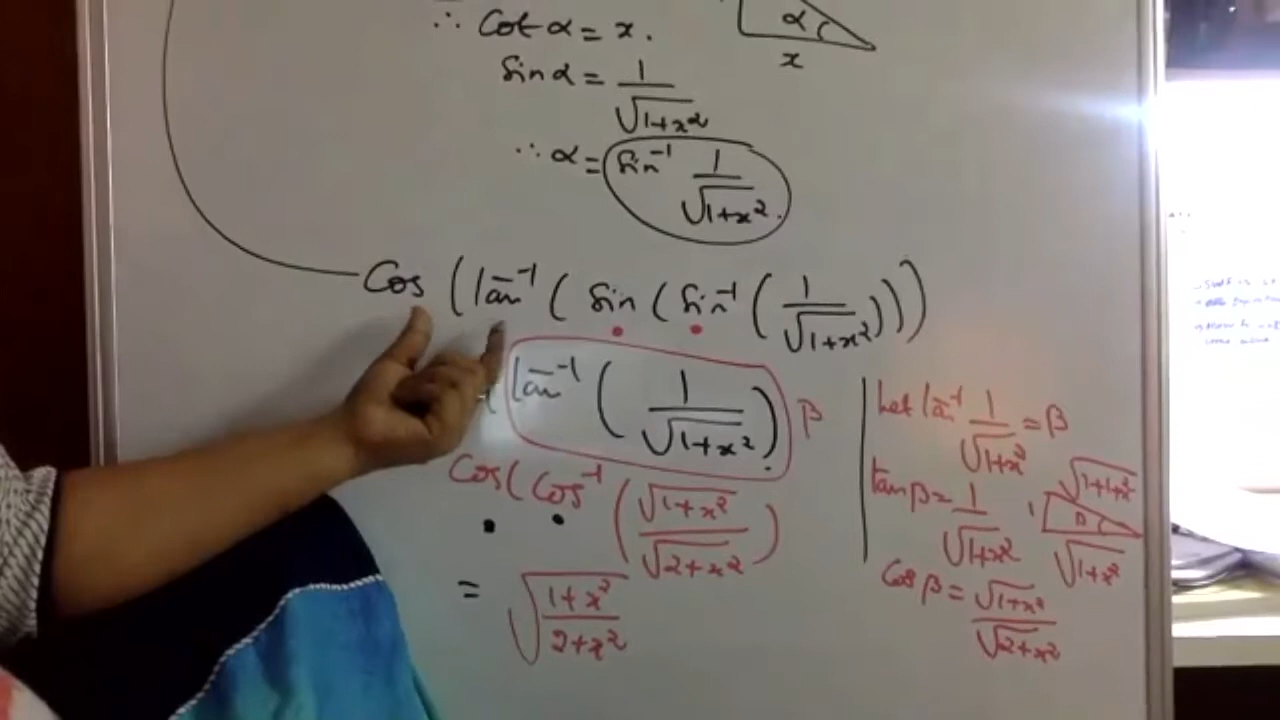 ∴ Cot α = x.
α
x
Sin α = 1/√(1+x²)
∴ α = Sin⁻¹ 1/√(1+x²).
Cos (tan⁻¹ ( Sin ( Sin⁻¹ ( 1/√(1+x²) ))))
tan⁻¹ ( 1/√(1+x²) ) β
Cos( Cos⁻¹ ( √(1+x²)/√(2+x²) )
= √((1+x²)/(2+x²))
Let tan⁻¹ 1/√(1+x²) = β
tan β = 1/√(1+x²)
√(1+1+x²)
1
√(1+x²)
Cos β = √(1+x²)/√(2+x²)